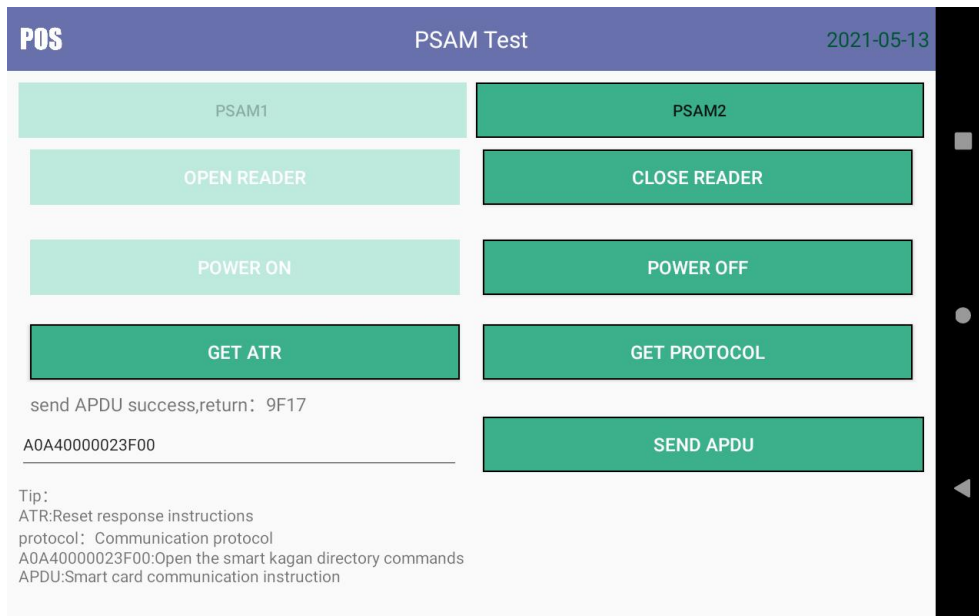 POS PSAM Test 2021-05-13
PSAM1 PSAM2
OPEN READER CLOSE READER
POWER ON POWER OFF
GET ATR GET PROTOCOL
send APDU success,return：9F17
A0A40000023F00 SEND APDU
Tip：
ATR:Reset response instructions
protocol：Communication protocol
A0A40000023F00:Open the smart kagan directory commands
APDU:Smart card communication instruction